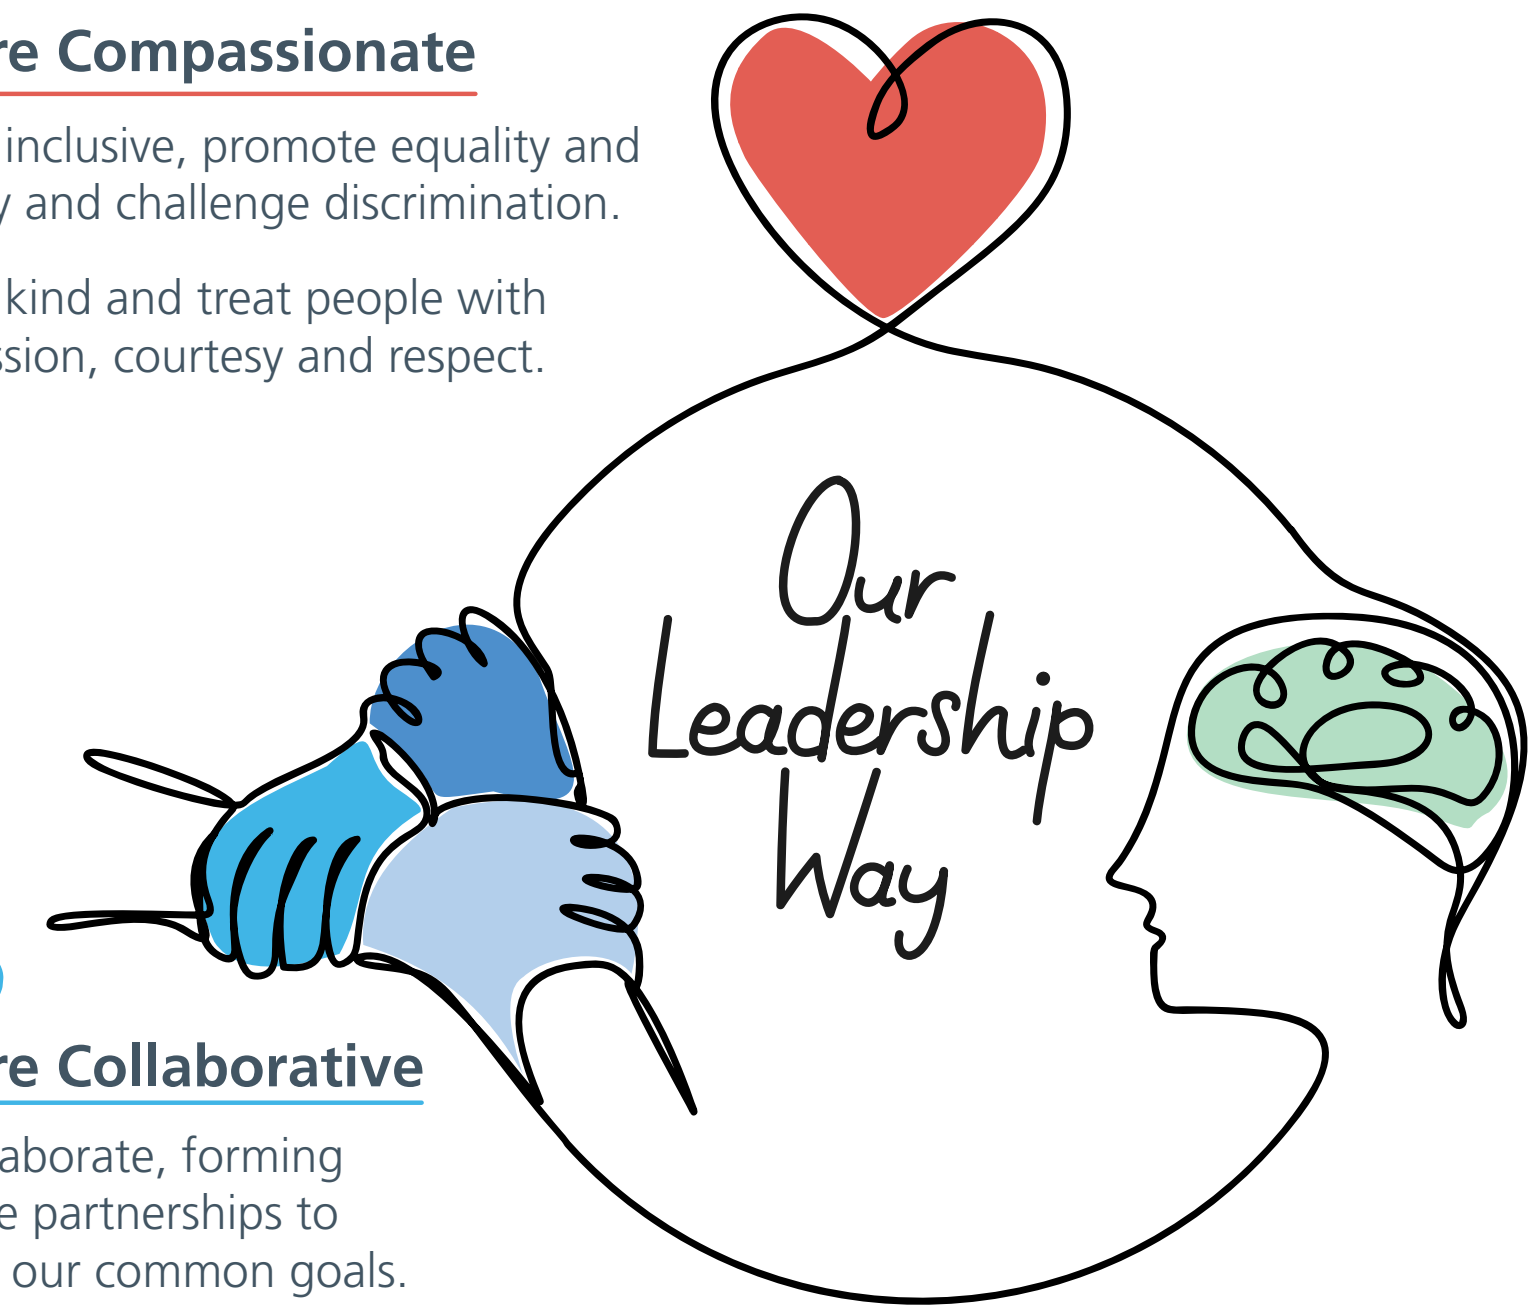 re Compassionate
inclusive, promote equality and
y and challenge discrimination.
kind and treat people with
ssion, courtesy and respect.
Our
Leadership
Way
re Collaborative
aborate, forming
e partnerships to
our common goals.